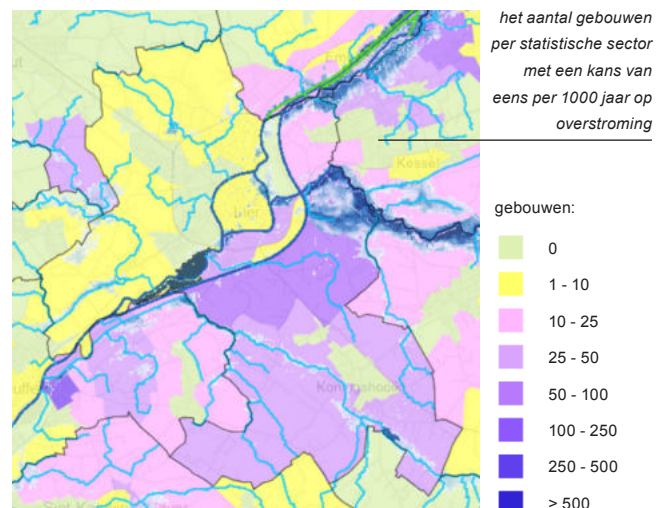 het aantal gebouwen
per statistische sector
met een kans van
eens per 1000 jaar op
overstroming
Kessel
Lier
gebouwen:
0
1 - 10
10 - 25
25 - 50
50 - 100
100 - 250
250 - 500
> 500